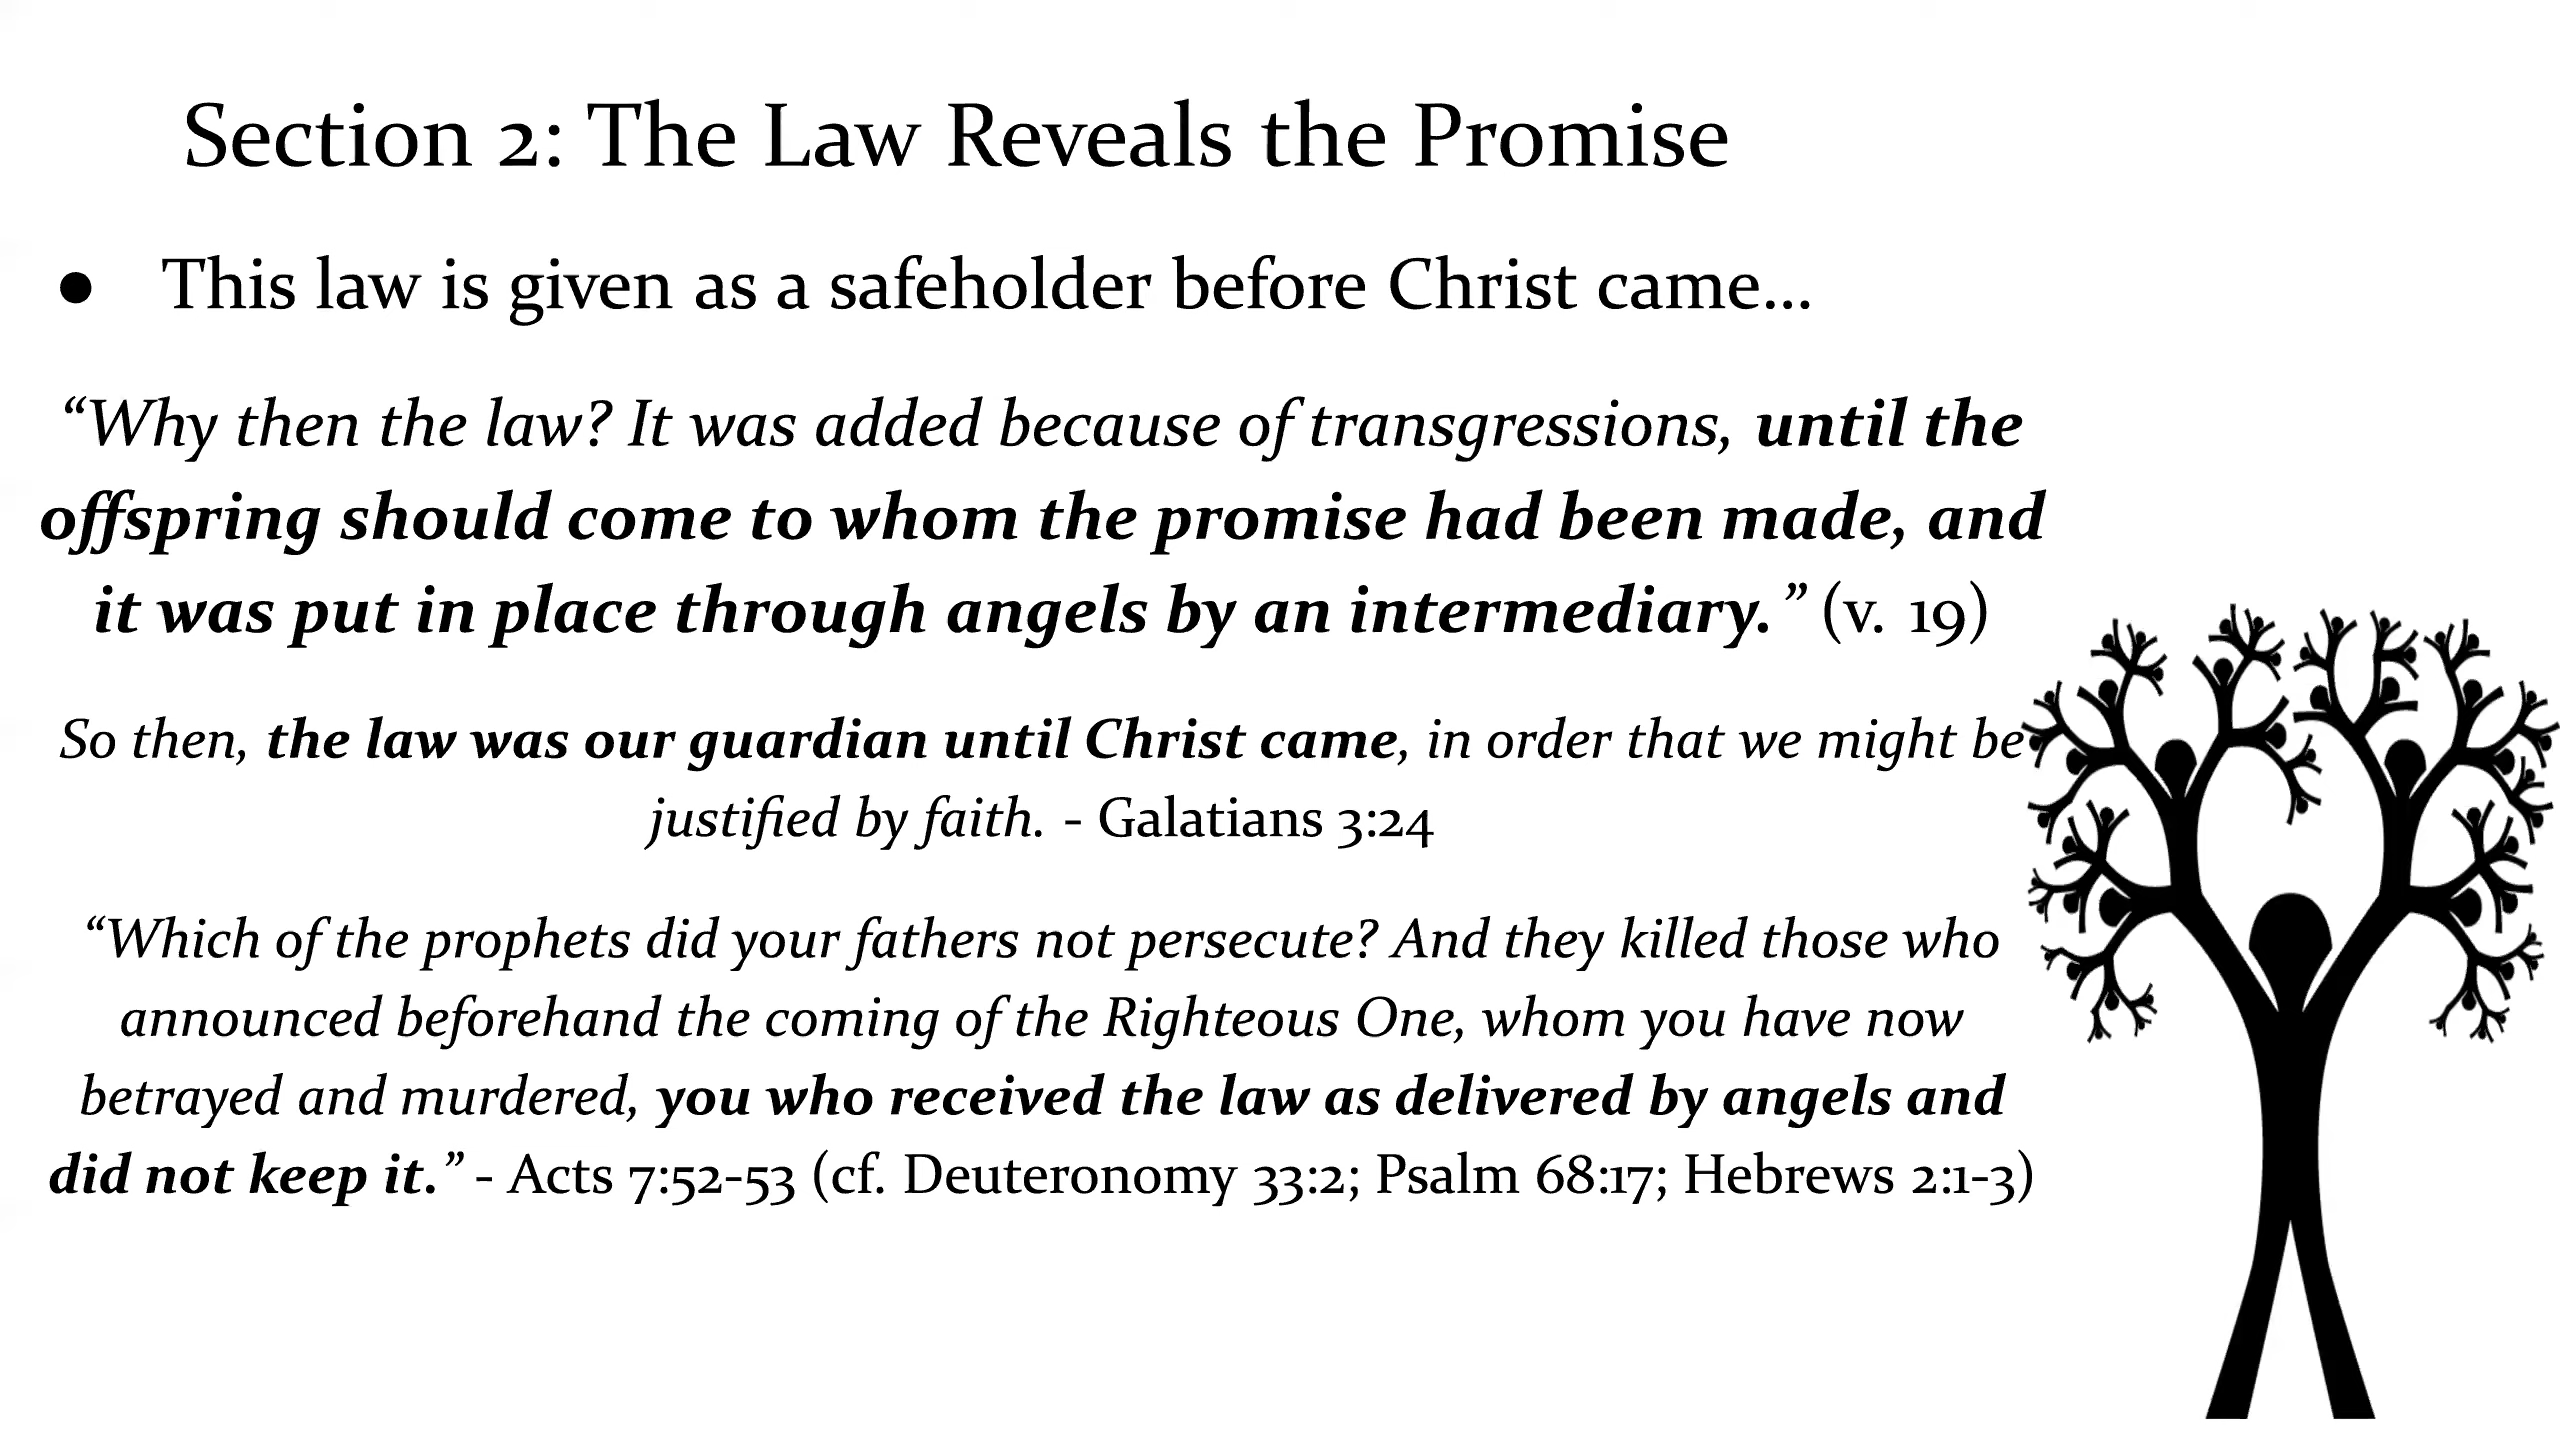 Section 2: The Law Reveals the Promise
● This law is given as a safeholder before Christ came...
“Why then the law? It was added because of transgressions, until the
offspring should come to whom the promise had been made, and
it was put in place through angels by an intermediary.” (v. 19)
So then, the law was our guardian until Christ came, in order that we might be
justified by faith. - Galatians 3:24
“Which of the prophets did your fathers not persecute? And they killed those who
announced beforehand the coming of the Righteous One, whom you have now
betrayed and murdered, you who received the law as delivered by angels and
did not keep it.” - Acts 7:52-53 (cf. Deuteronomy 33:2; Psalm 68:17; Hebrews 2:1-3)